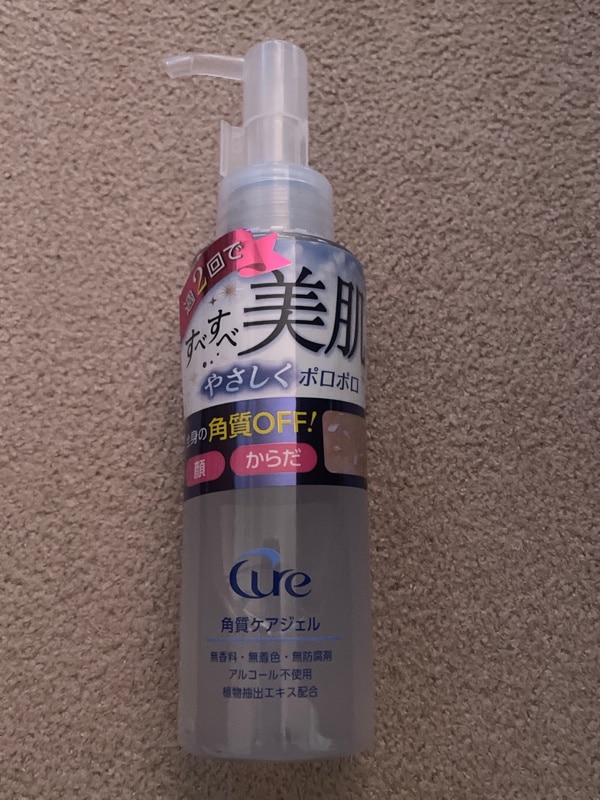 週2回で
すべすべ
美肌
やさしくポロポロ
身の角質OFF!
顔 からだ
Cure
角質ケアジェル
無香料・無着色・無防腐剤
アルコール不使用
植物抽出エキス配合